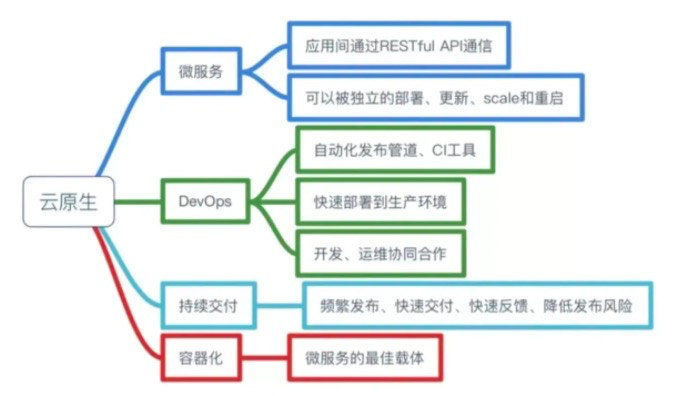 云原生
微服务
应用间通过RESTful API通信
可以被独立的部署、更新、scale和重启
DevOps
自动化发布管道、CI工具
快速部署到生产环境
开发、运维协同合作
持续交付
频繁发布、快速交付、快速反馈、降低发布风险
容器化
微服务的最佳载体